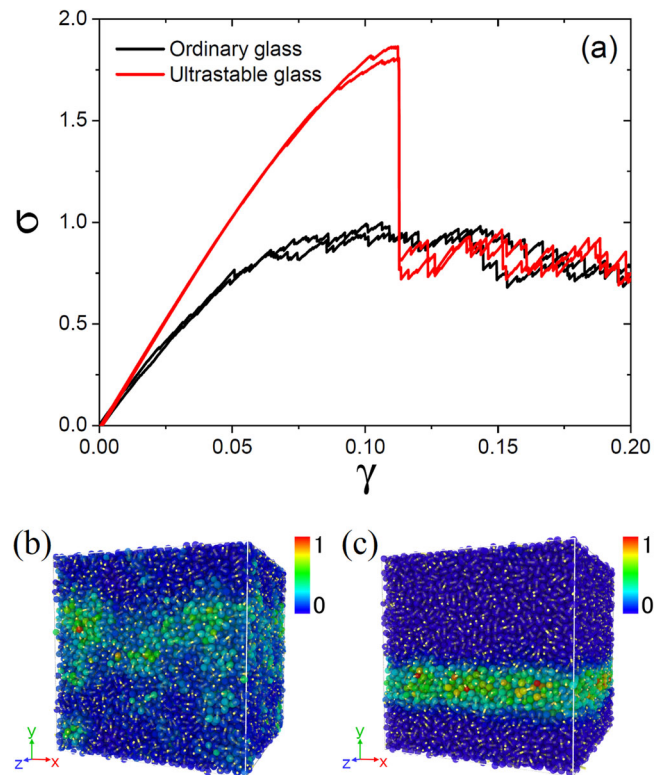 (a)
Ordinary glass
Ultrastable glass
2.0
1.5
1.0
0.5
0.0
σ
0.00 0.05 0.10 0.15 0.20
γ
(b) 1 0
y z x
(c) 1 0
y z x